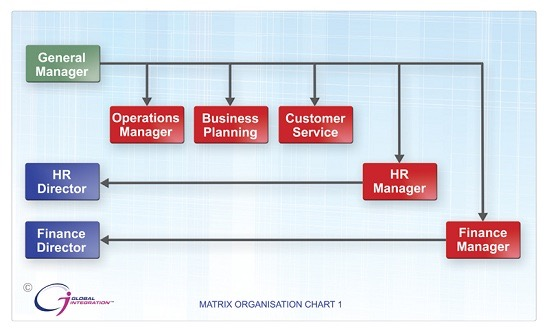 General
Manager
Operations
Manager
Business
Planning
Customer
Service
HR
Director
HR
Manager
Finance
Director
Finance
Manager
©
GLOBAL
INTEGRATION™
MATRIX ORGANISATION CHART 1